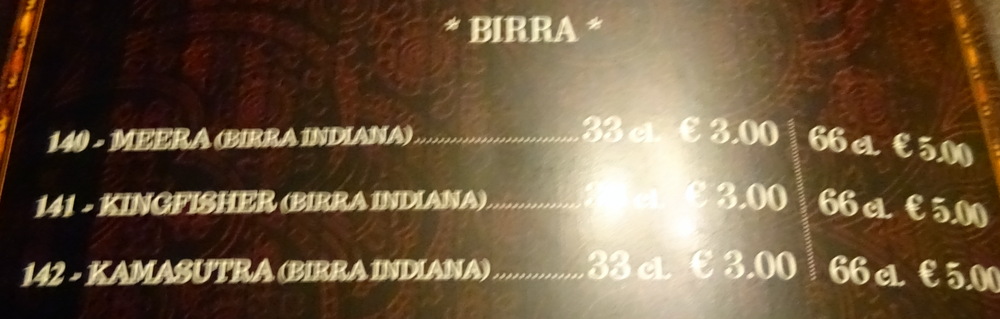 * BIRRA *
140 - MEERA (BIRRA INDIANA).............................. 33 cl. € 3.00 66 cl. € 5.00
141 - KINGFISHER (BIRRA INDIANA)................. cl. € 3.00 66 cl. € 5.00
142 - KAMASUTRA (BIRRA INDIANA)................ 33 cl. € 3.00 66 cl. € 5.00